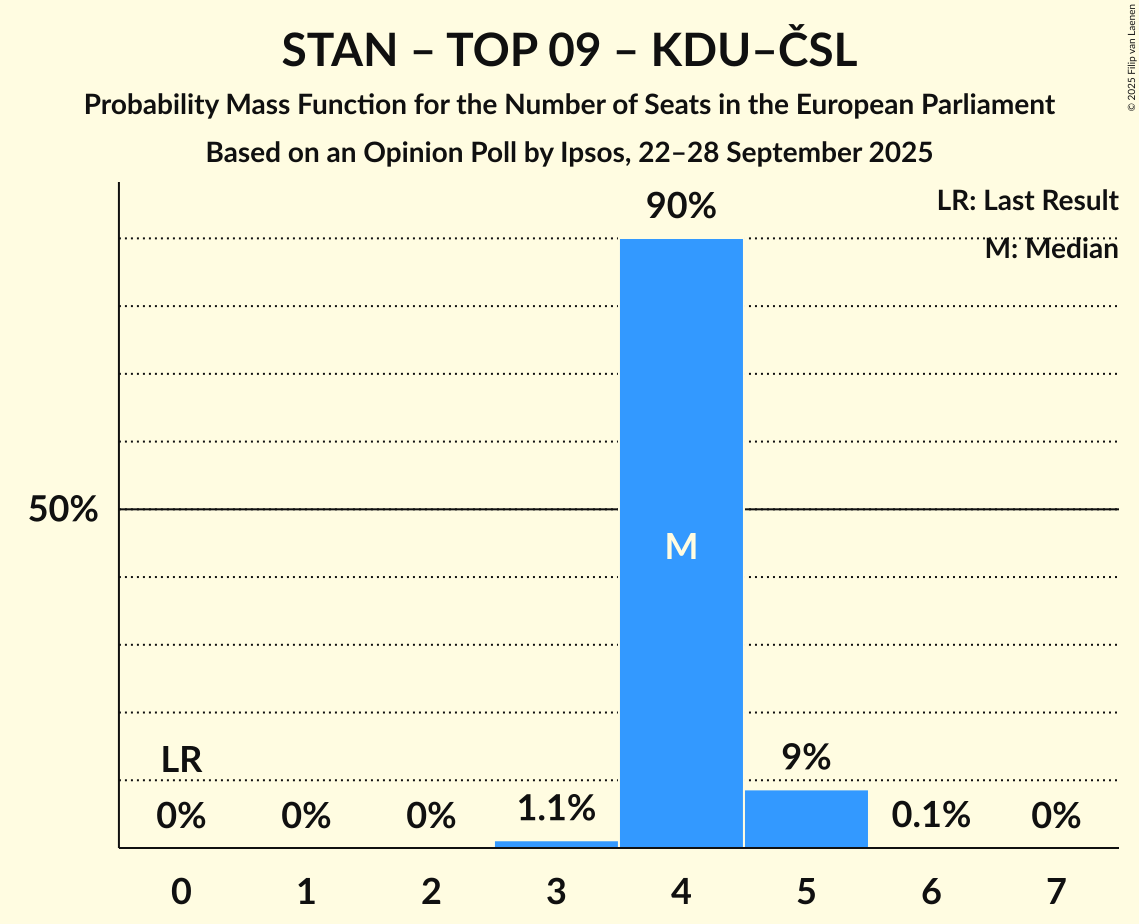 STAN – TOP 09 – KDU–ČSL
Probability Mass Function for the Number of Seats in the European Parliament
Based on an Opinion Poll by Ipsos, 22–28 September 2025
© 2025 Filip van Laenen
LR: Last Result
M: Median
90%
50%
M
LR
0%
0%
0%
1.1%
9%
0.1%
0%
0 1 2 3 4 5 6 7